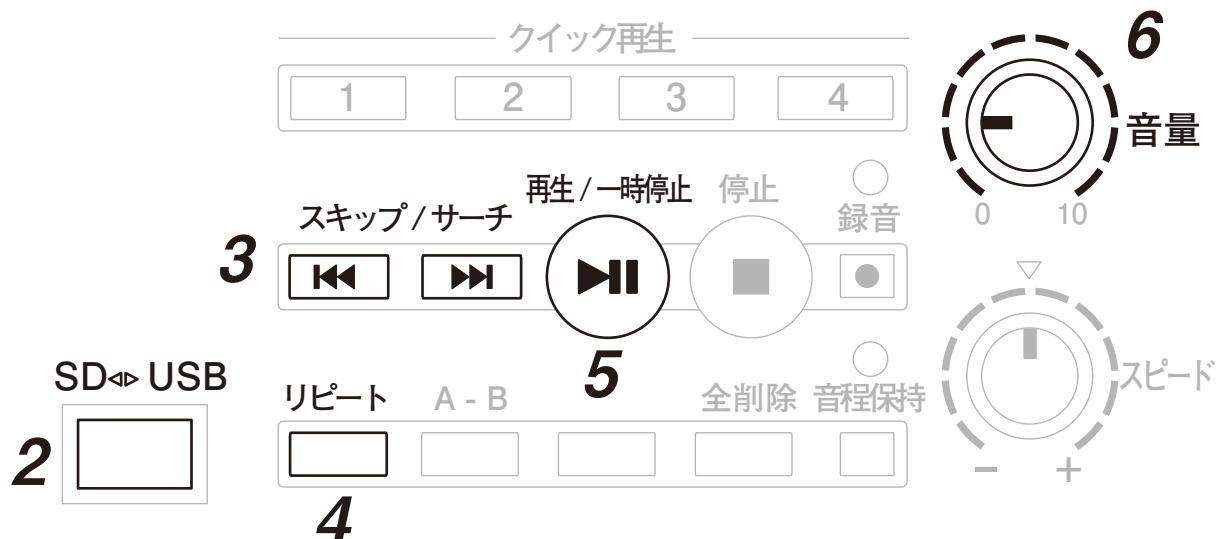 クイック再生
1 2 3 4
6
音量
0 10
スキップ / サーチ
再生 / 一時停止
停止
録音
3
5
スピード
− +
SD USB
2
リピート
A - B
全削除
音程保持
4